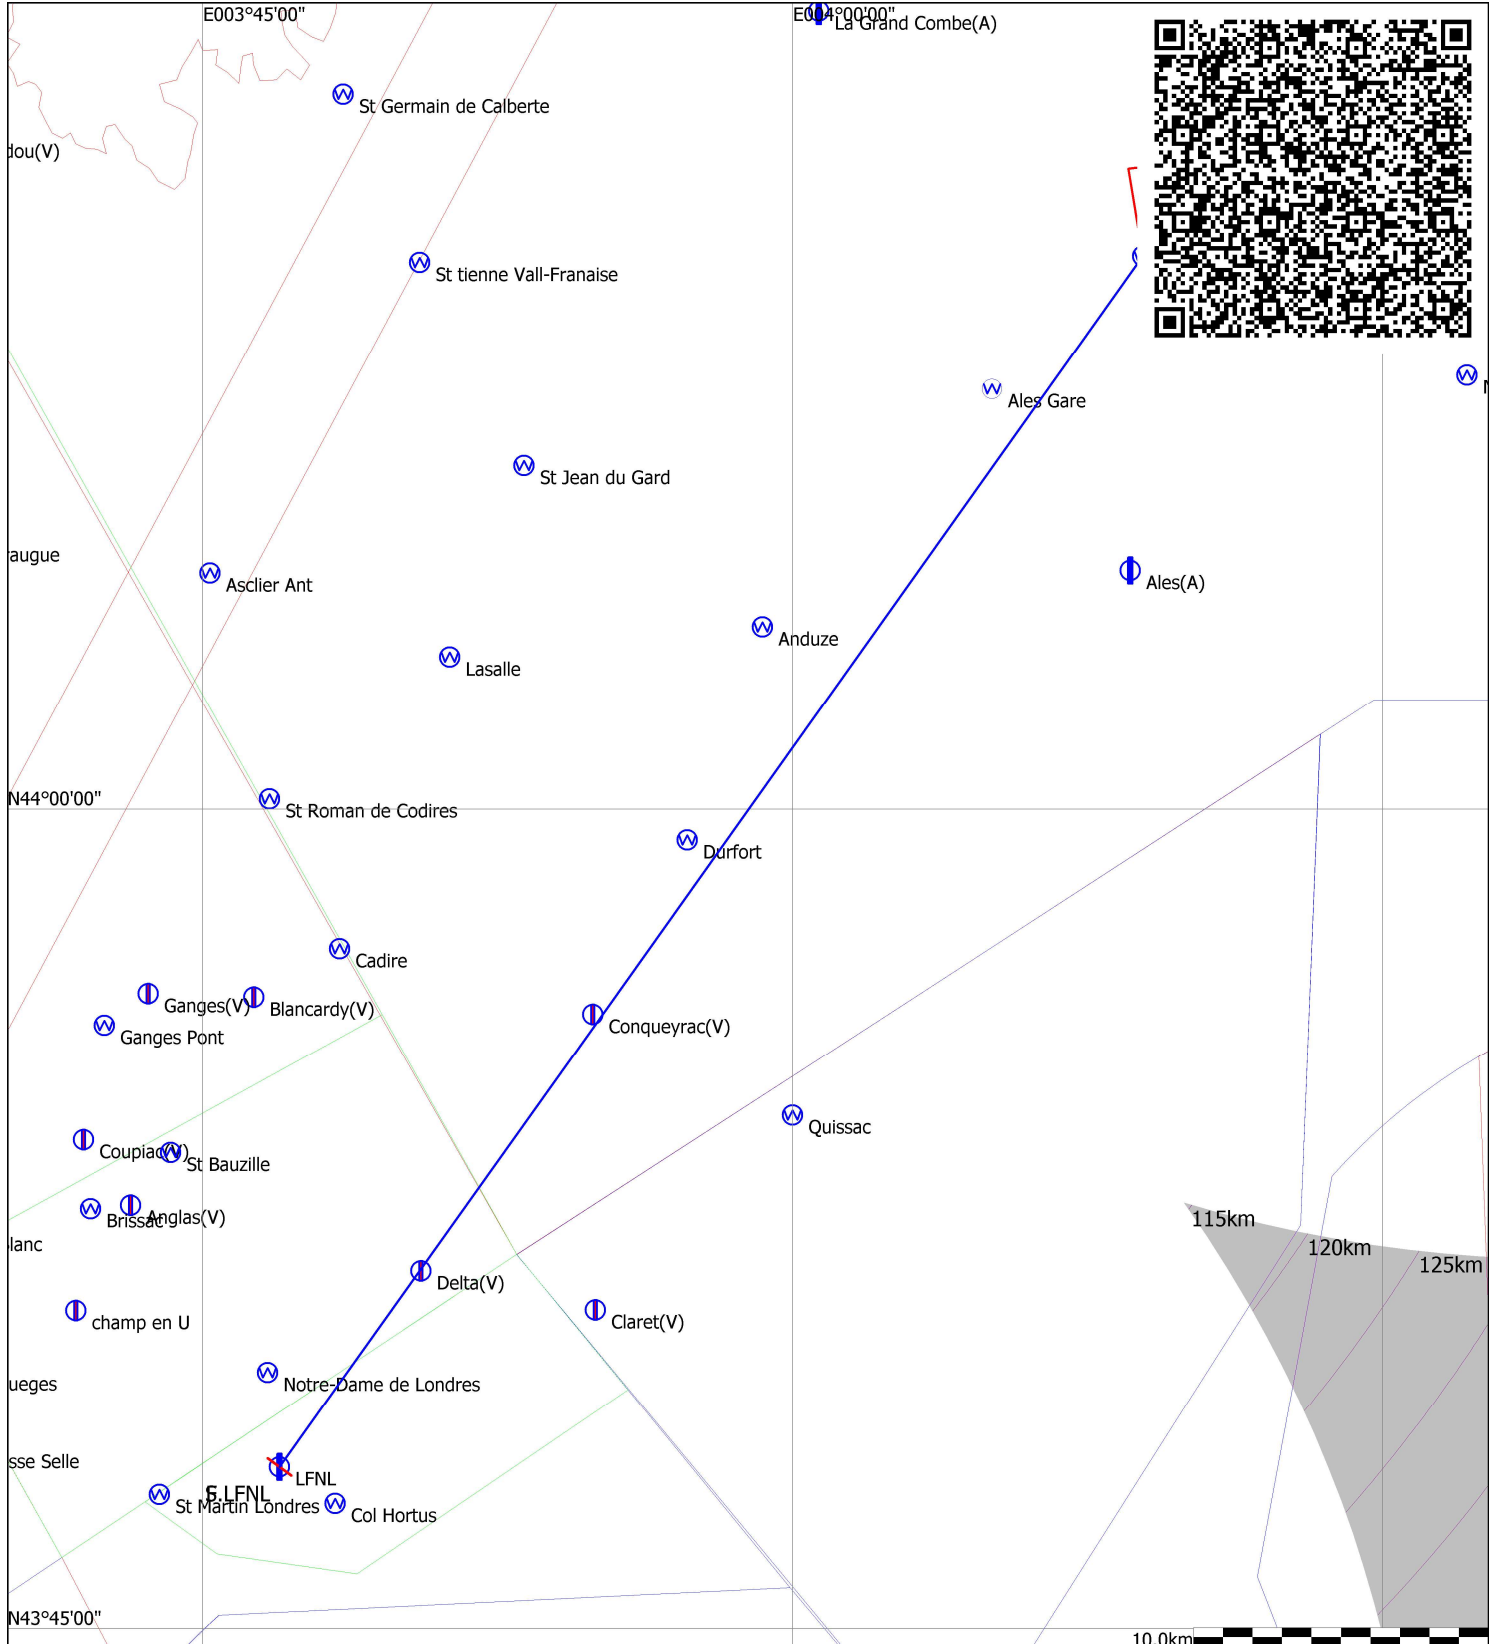 E003°45'00"
E004°00'00"
La Grand Combe(A)
St Germain de Calberte
dou(V)
St tienne Vall-Franaise
Ales Gare
N
St Jean du Gard
raugue
Asclier Ant
Ales(A)
Anduze
Lasalle
N44°00'00"
St Roman de Codires
Durfort
Cadire
Ganges(V)
Blancardy(V)
Ganges Pont
Conqueyrac(V)
Quissac
Coupiac(V)
St Bauzille
Brissac
Anglas(V)
115km
lanc
120km
125km
Delta(V)
champ en U
Claret(V)
ueges
Notre-Dame de Londres
sse Selle
LFNL
S.LFNL
St Martin Londres
Col Hortus
N43°45'00"
10.0km